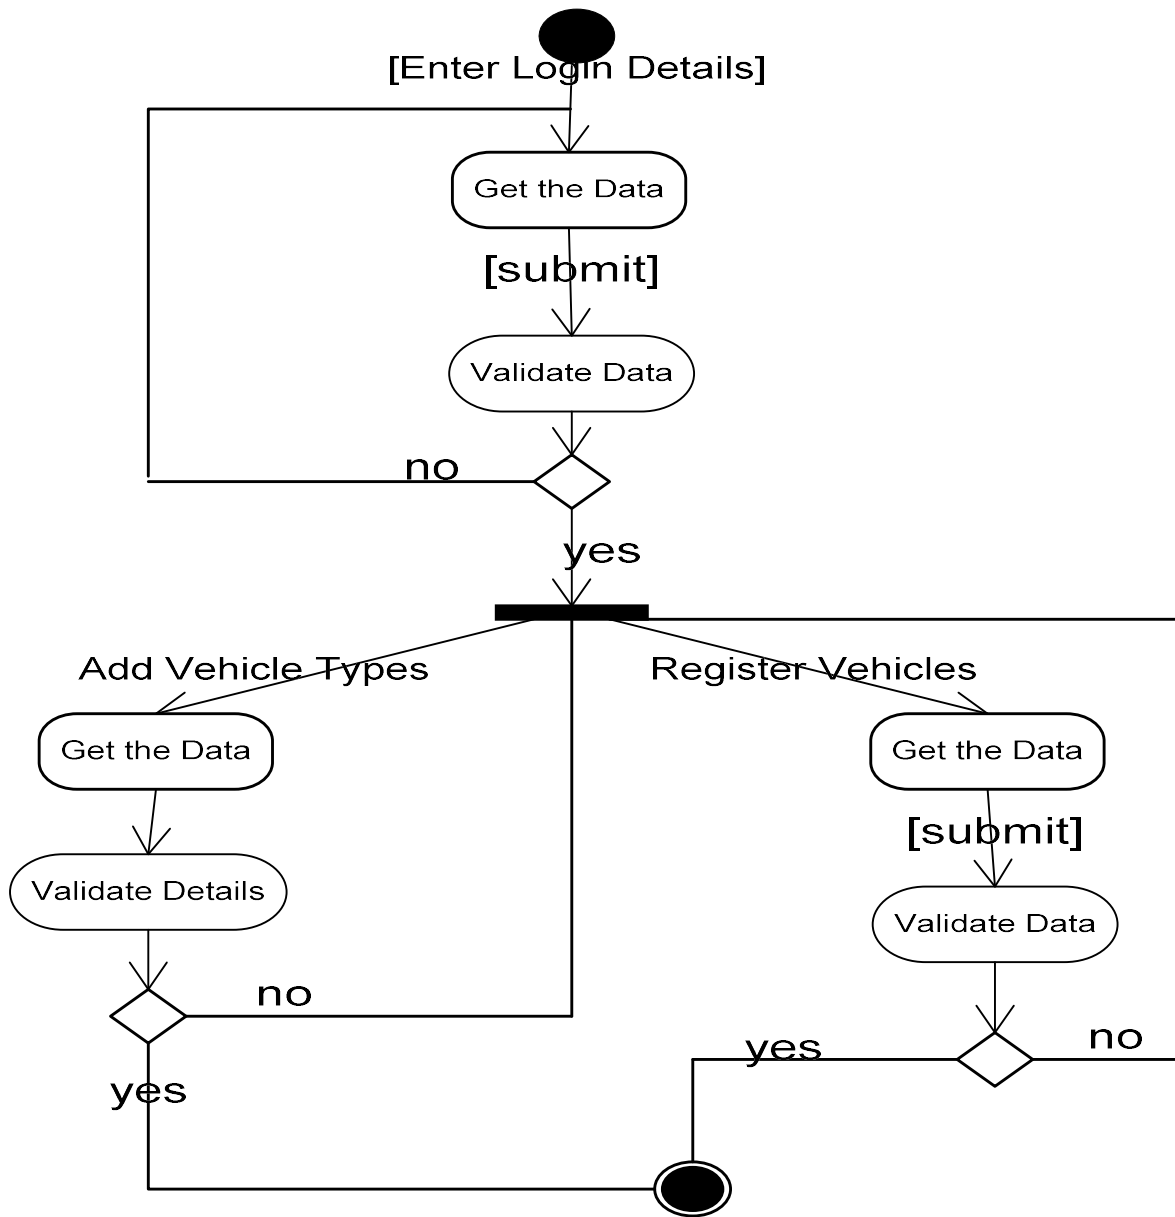 [Enter Login Details]
Get the Data
[submit]
Validate Data
no
yes
Add Vehicle Types
Register Vehicles
Get the Data
Get the Data
[submit]
Validate Details
Validate Data
no
yes
no
yes